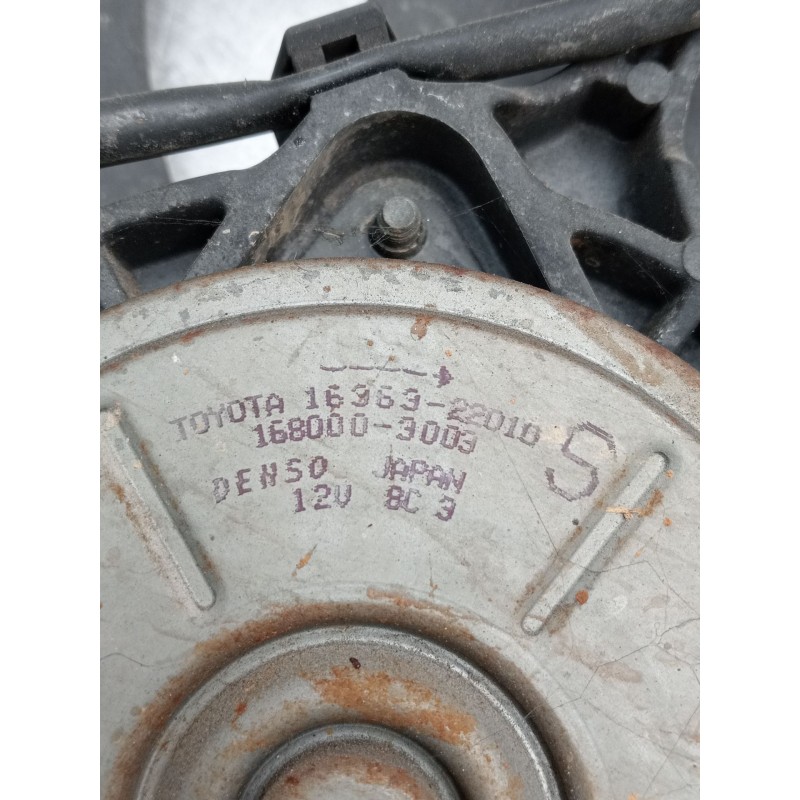 TOYOTA 16363-22010
168000-3003
DENSO JAPAN
12V 8C 3
S